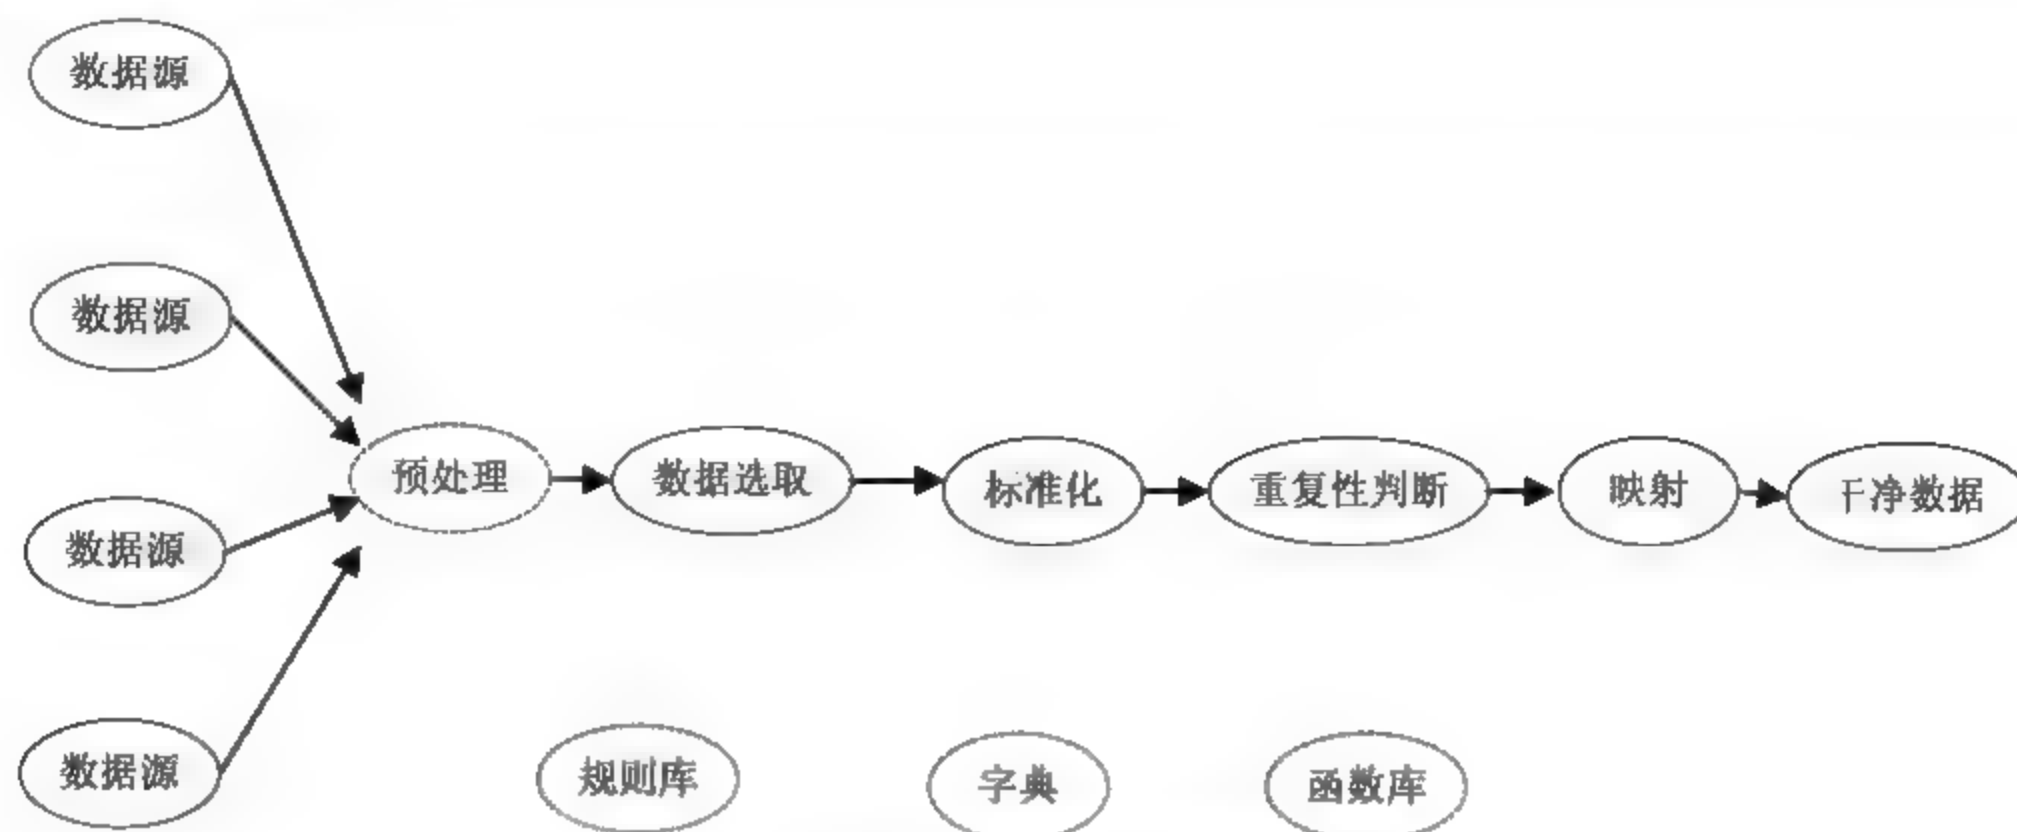 数据源
数据源
预处理
数据选取
标准化
重复性判断
映射
干净数据
数据源
数据源
规则库
字典
函数库